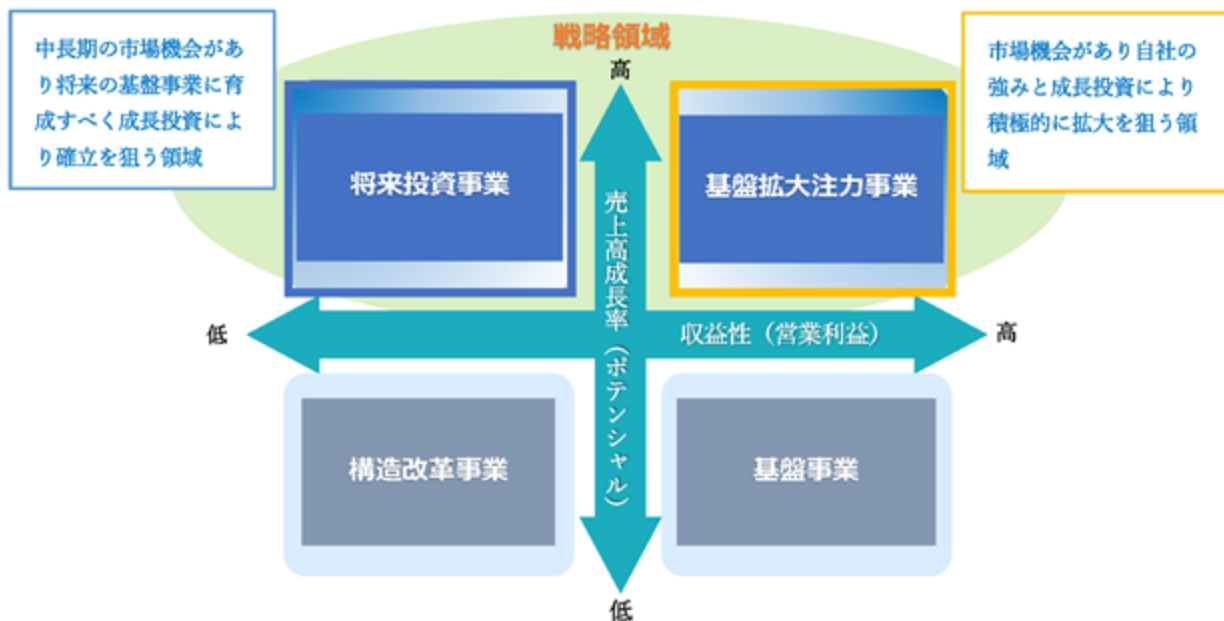 戦略領域
中長期の市場機会があ
り将来の基盤事業に育
成すべく成長投資によ
り確立を狙う領域
市場機会があり自社の
強みと成長投資により
積極的に拡大を狙う領
域
高
将来投資事業
基盤拡大注力事業
売上高成長率（ポテンシャル）
低
収益性（営業利益）
高
構造改革事業
基盤事業
低